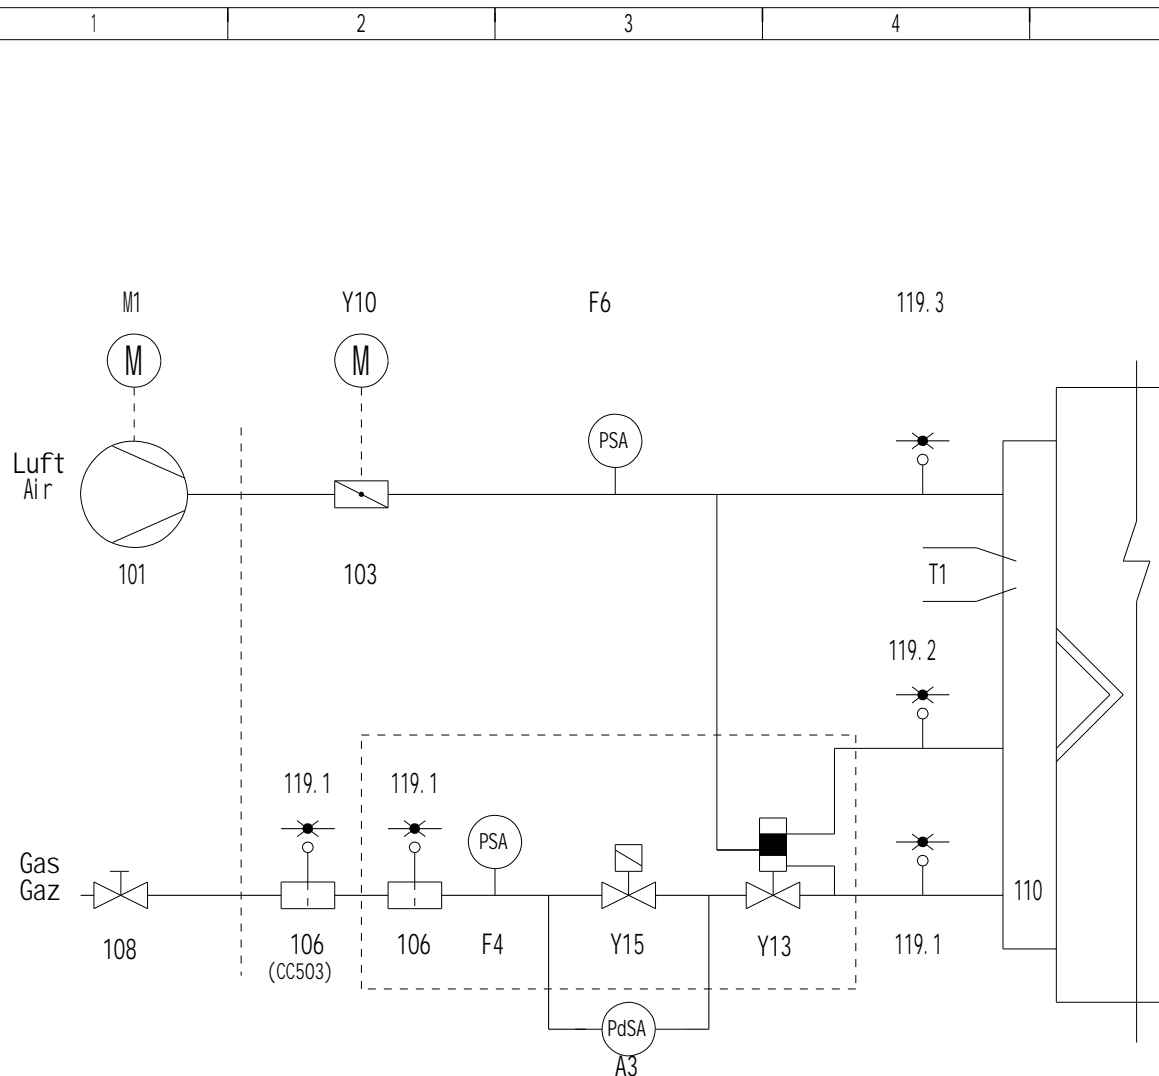 1 2 3 4
M1 Y10 F6 119.3
M M
PSA
Luft
Air
101 103 T1
119.2
119.1 119.1
PSA
Gas
Gaz
110
108 106 106 F4 Y15 Y13 119.1
(CC503)
PdSA
A3